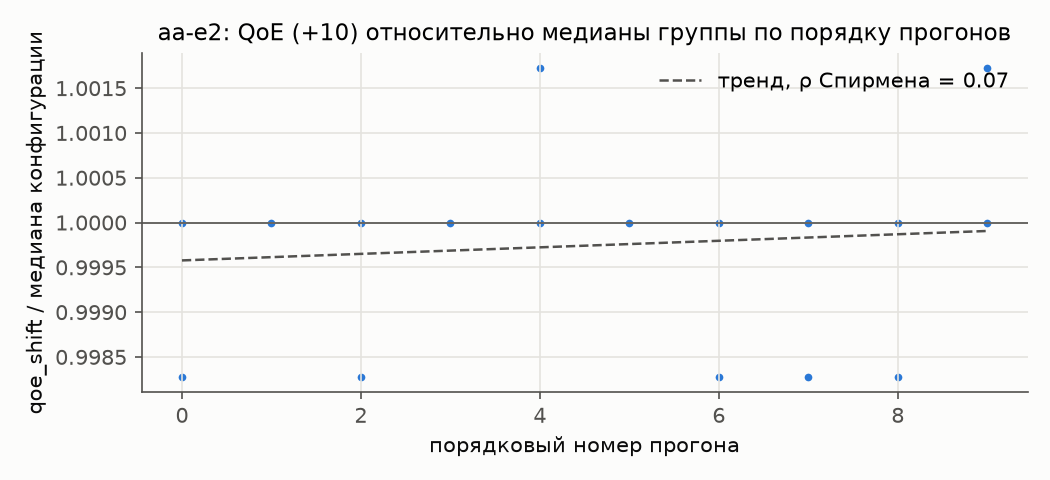 aa-e2: QoE (+10) относительно медианы группы по порядку прогонов
qoe_shift / медиана конфигурации
1.0015
1.0010
1.0005
1.0000
0.9995
0.9990
0.9985
тренд, ρ Спирмена = 0.07
0 2 4 6 8
порядковый номер прогона